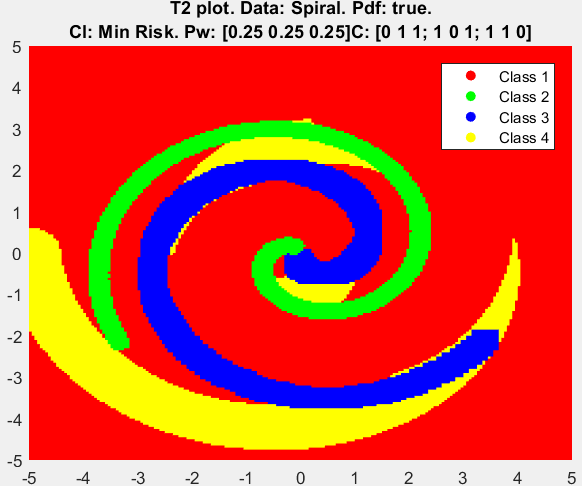 T2 plot. Data: Spiral. Pdf: true.
Cl: Min Risk. Pw: [0.25 0.25 0.25]C: [0 1 1; 1 0 1; 1 1 0]
5
4
3
2
1
0
-1
-2
-3
-4
-5
Class 1
Class 2
Class 3
Class 4
-5 -4 -3 -2 -1 0 1 2 3 4 5